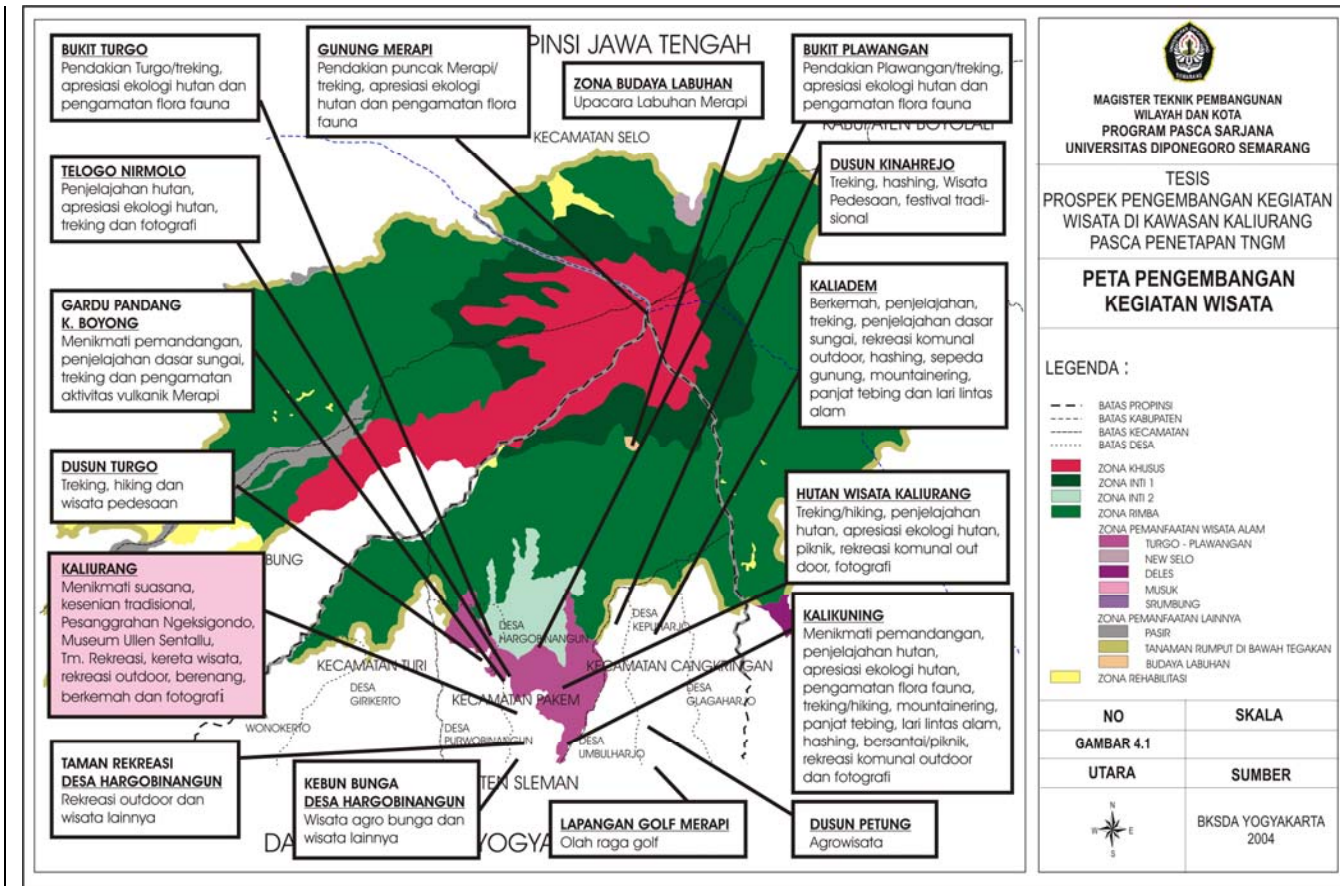 BUKIT TURGO
Pendakian Turgo/treking,
apresiasi ekologi hutan dan
pengamatan flora fauna
GUNUNG MERAPI
Pendakian puncak Merapi/
treking, apresiasi ekologi
hutan dan pengamatan flora
fauna
PINSI JAWA TENGAH
ZONA BUDAYA LABUHAN
Upacara Labuhan Merapi
BUKIT PLAWANGAN
Pendakian Plawangan/treking,
apresiasi ekologi hutan dan
pengamatan flora fauna
KECAMATAN SELO
KABUPATEN BOYOLALI
TELOGO NIRMOLO
Penjelajahan hutan,
apresiasi ekologi hutan,
treking dan fotografi
DUSUN KINAHREJO
Treking, hashing, Wisata
Pedesaan, festival tradi-
sional
GARDU PANDANG
K. BOYONG
Menikmati pemandangan,
penjelajahan dasar sungai,
treking dan pengamatan
aktivitas vulkanik Merapi
KALIADEM
Berkemah, penjelajahan,
treking, penjelajahan dasar
sungai, rekreasi komunal
outdoor, hashing, sepeda
gunung, mountainering,
panjat tebing dan lari lintas
alam
DUSUN TURGO
Treking, hiking dan
wisata pedesaan
HUTAN WISATA KALIURANG
Treking/hiking, penjelajahan
hutan, apresiasi ekologi hutan,
piknik, rekreasi komunal out
door, fotografi
BUNG
KALIURANG
Menikmati suasana,
kesenian tradisional,
Pesanggrahan Ngeksigondo,
Museum Ullen Sentallu,
Tm. Rekreasi, kereta wisata,
rekreasi outdoor, berenang,
berkemah dan fotografi
KALIKUNING
Menikmati pemandangan,
penjelajahan hutan,
apresiasi ekologi hutan,
pengamatan flora fauna,
treking/hiking, mountainering,
panjat tebing, lari lintas alam,
hashing, bersantai/piknik,
rekreasi komunal outdoor
dan fotografi
DESA
HARGOBINANGUN
DESA
KEPUHARJO
KECAMATAN TURI
KECAMATAN CANGKRINGAN
DESA
GIRIKERTO
KECAMATAN PAKEM
DESA
GLAGAHARJO
WONOKERTO
DESA
PURWOBINANGUN
DESA
UMBULHARJO
TAMAN REKREASI
DESA HARGOBINANGUN
Rekreasi outdoor dan
wisata lainnya
KEBUN BUNGA
DESA HARGOBINANGUN
Wisata agro bunga dan
wisata lainnya
TEN SLEMAN
LAPANGAN GOLF MERAPI
Olah raga golf
DUSUN PETUNG
Agrowisata
DA
YOGYA
MAGISTER TEKNIK PEMBANGUNAN
WILAYAH DAN KOTA
PROGRAM PASCA SARJANA
UNIVERSITAS DIPONEGORO SEMARANG
TESIS
PROSPEK PENGEMBANGAN KEGIATAN
WISATA DI KAWASAN KALIURANG
PASCA PENETAPAN TNGM
PETA PENGEMBANGAN
KEGIATAN WISATA
LEGENDA :
BATAS PROPINSI
BATAS KABUPATEN
BATAS KECAMATAN
BATAS DESA
ZONA KHUSUS
ZONA INTI 1
ZONA INTI 2
ZONA RIMBA
ZONA PEMANFAATAN WISATA ALAM
TURGO - PLAWANGAN
NEW SELO
DELES
MUSUK
SRUMBUNG
ZONA PEMANFAATAN LAINNYA
PASIR
TANAMAN RUMPUT DI BAWAH TEGAKAN
BUDAYA LABUHAN
ZONA REHABILITASI
NO SKALA
GAMBAR 4.1
UTARA SUMBER
N
W E
S
BKSDA YOGYAKARTA
2004